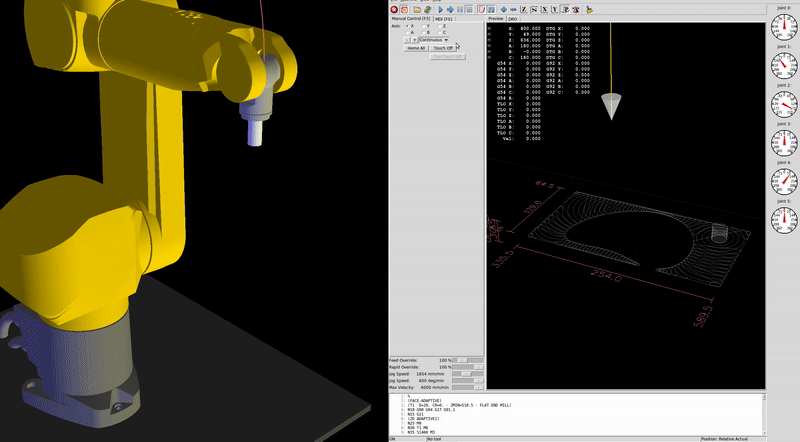 Manual Control [F3] MDI [F5]
Preview DRO
Axis: X Y Z
A B C
- + Continuous
Home All Touch Off
X: 450.000 DTG X: 0.000
Y: 49.000 DTG Y: 0.000
Z: 636.000 DTG Z: 0.000
A: 180.000 DTG A: 0.000
B: -0.000 DTG B: 0.000
C: 180.000 DTG C: 0.000
G54 X: 0.000 G92 X: 0.000
G54 Y: 0.000 G92 Y: 0.000
G54 Z: 0.000 G92 Z: 0.000
G54 A: 0.000 G92 A: 0.000
G54 B: 0.000 G92 B: 0.000
G54 C: 0.000 G92 C: 0.000
G54 R: 0.000
TLO X: 0.000
TLO Y: 0.000
TLO Z: 0.000
TLO A: 0.000
TLO B: 0.000
TLO C: 0.000
Vel: 0.000
Joint 0:
Joint 1:
Joint 2:
Joint 3:
Joint 4:
Joint 5:
64.5
335.5
254.0
589.5
Feed Override: 100 %
Rapid Override: 100 %
Jog Speed: 1854 mm/min
Jog Speed: 600 deg/min
Max Velocity: 6000 mm/min
1: %
2: (FACE-ADAPTIVE)
3: (T1 D=20. CR=0. - ZMIN=510.5 - FLAT END MILL)
4: N10 G90 G94 G17 G91.1
5: N15 G21
6: (2D ADAPTIVE1)
7: N25 M9
8: N30 T1 M6
9: N35 S1460 M3
ON No tool Position: Relative Actual